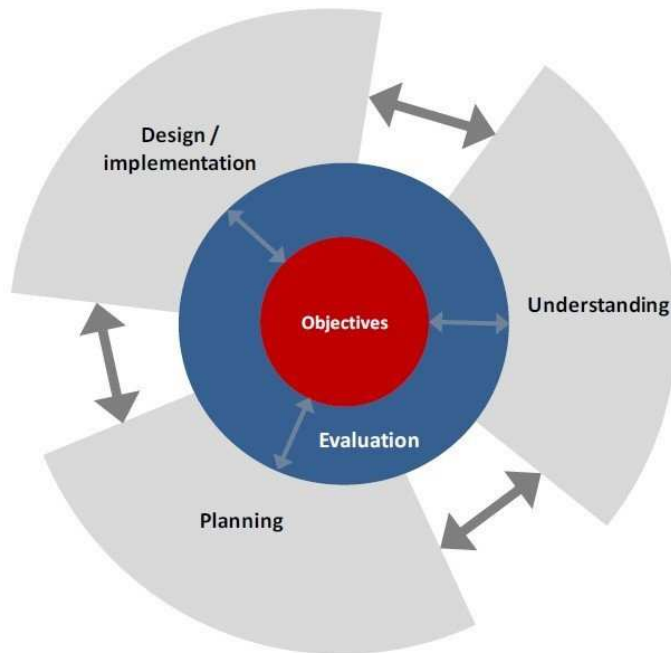 Design /
implementation
Understanding
Objectives
Evaluation
Planning